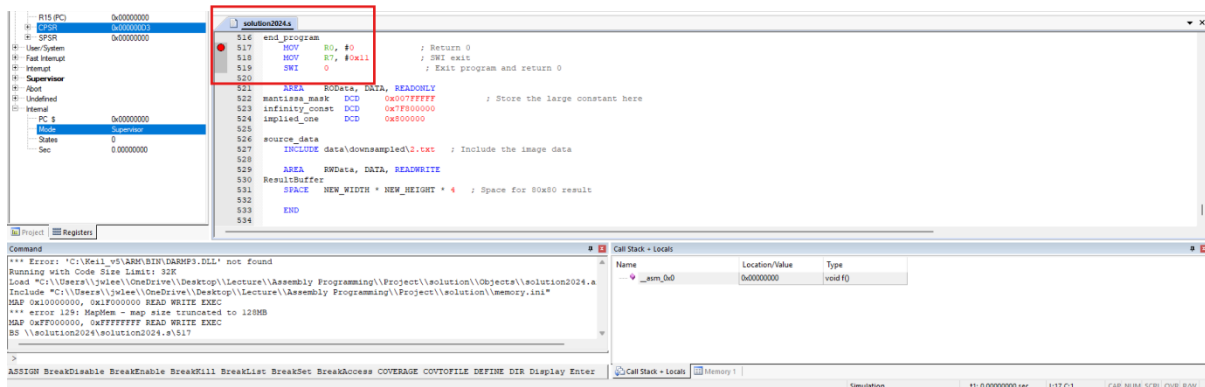 R15 (PC) 0x00000000
CPSR 0x000000D3
SPSR 0x00000000
User/System
Fast Interrupt
Interrupt
Supervisor
Abort
Undefined
Internal
PC $ 0x00000000
Mode Supervisor
States 0
Sec 0.00000000
Project Registers
solution2024.s
516 end_program
517 MOV R0, #0 ; Return 0
518 MOV R7, #0x11 ; SWI exit
519 SWI 0 ; Exit program and return 0
520
521 AREA ROData, DATA, READONLY
522 mantissa_mask DCD 0x007FFFFF ; Store the large constant here
523 infinity_const DCD 0x7F800000
524 implied_one DCD 0x800000
525
526 source_data
527 INCLUDE data\downsampled\2.txt ; Include the image data
528
529 AREA RWData, DATA, READWRITE
530 ResultBuffer
531 SPACE NEW_WIDTH * NEW_HEIGHT * 4 ; Space for 80x80 result
532
533 END
534
Command
*** Error: 'C:\Keil_v5\ARM\BIN\DARMP3.DLL' not found
Running with Code Size Limit: 32K
Load "C:\\Users\\jwlee\\OneDrive\\Desktop\\Lecture\\Assembly Programming\\Project\\solution\\Objects\\solution2024.a
Include "C:\\Users\\jwlee\\OneDrive\\Desktop\\Lecture\\Assembly Programming\\Project\\solution\\memory.ini"
MAP 0x10000000, 0x1F000000 READ WRITE EXEC
*** error 129: MapMem - map size truncated to 128MB
MAP 0xFF000000, 0xFFFFFFFF READ WRITE EXEC
BS \\solution2024\solution2024.s\517
>
ASSIGN BreakDisable BreakEnable BreakKill BreakList BreakSet BreakAccess COVERAGE COVTOFILE DEFINE DIR Display Enter
Call Stack + Locals
Name Location/Value Type
__asm_0x0 0x00000000 void f()
Call Stack + Locals Memory 1
Simulation t1: 0.00000000 sec L:17 C:1 CAP NUM SCRL OVR R/W